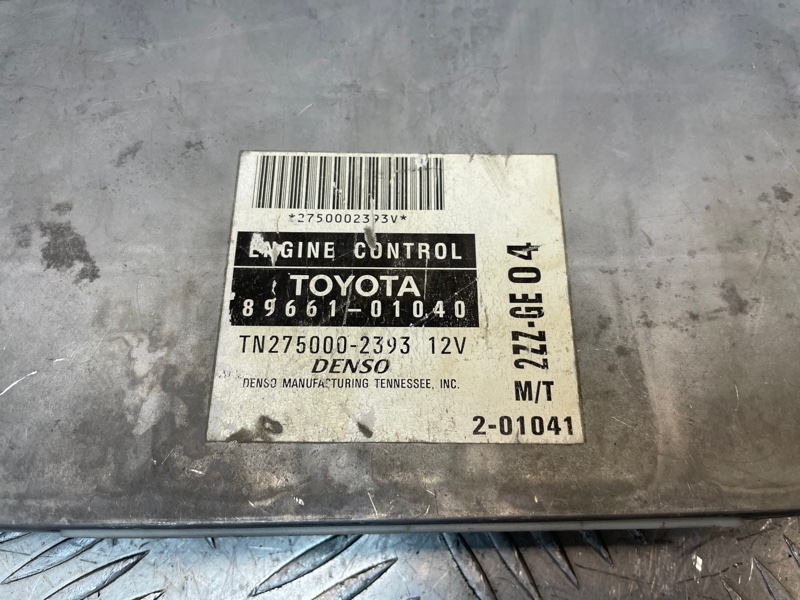 *2750002393V*
ENGINE CONTROL
TOYOTA
89661-01040
TN275000-2393 12V
DENSO
DENSO MANUFACTURING TENNESSEE, INC.
2ZZ-GE 04
M/T
2-01041